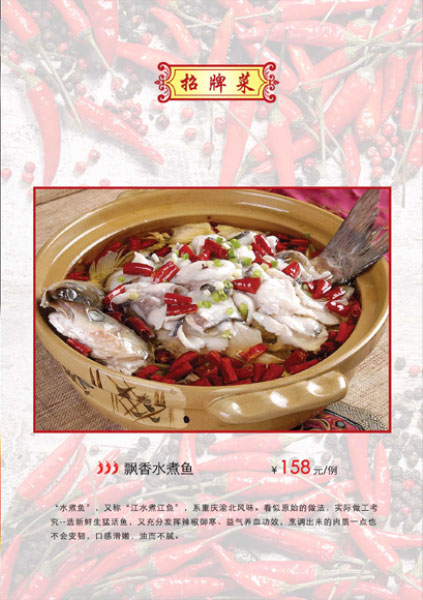 招牌菜
飘香水煮鱼 ¥158元/例
“水煮鱼”，又称“江水煮江鱼”，系重庆渝北风味。看似原始的做法，实际做工考
究--选新鲜生猛活鱼，又充分发挥辣椒御寒、益气养血功效，烹调出来的肉质一点也
不会变韧，口感滑嫩、油而不腻。